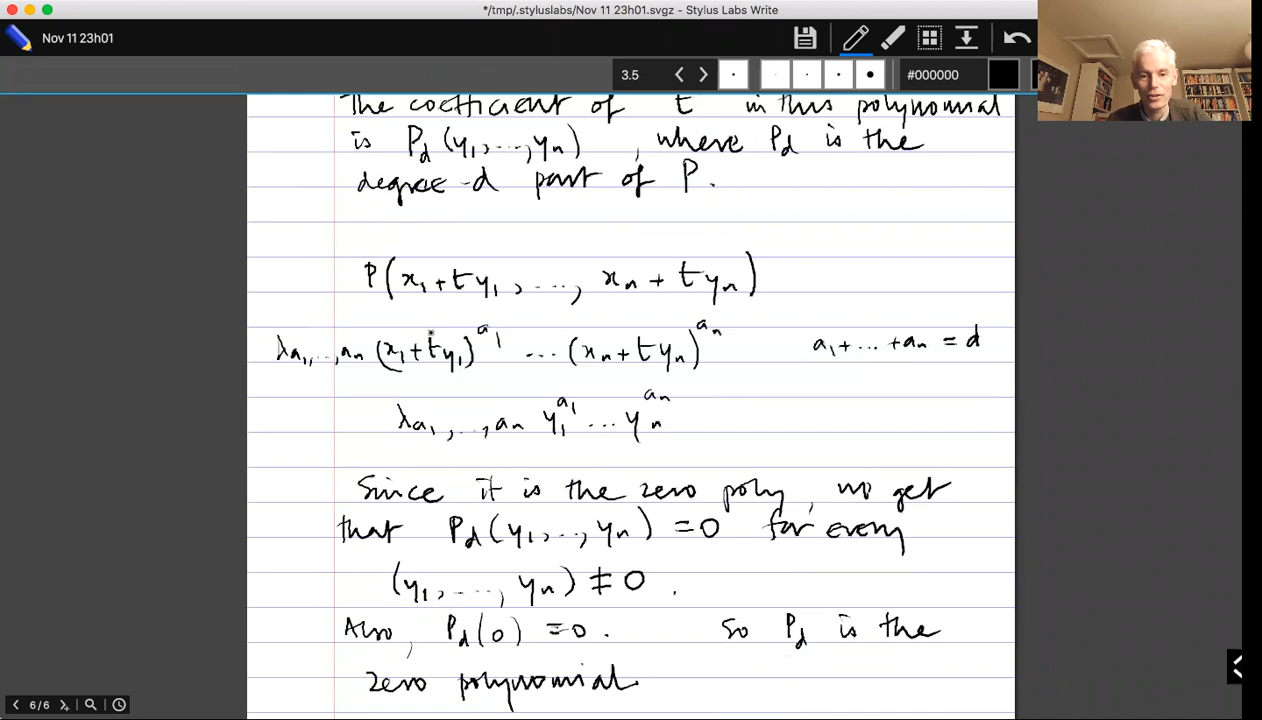 */tmp/.styluslabs/Nov 11 23h01.svgz - Stylus Labs Write
Nov 11 23h01
3.5
#000000
The coefficient of t in this polynomial
is P_d (y_1, ..., y_n) , where P_d is the
degree-d part of P.
P(x_1 + t y_1, ..., x_n + t y_n)
λ_{a_1, ..., a_n} (x_1 + t y_1)^{a_1} ... (x_n + t y_n)^{a_n} a_1 + ... + a_n = d
λ_{a_1, ..., a_n} y_1^{a_1} ... y_n^{a_n}
Since it is the zero poly, we get
that P_d (y_1, ..., y_n) = 0 for every
(y_1, ..., y_n) ≠ 0 .
Also, P_d(0) = 0. So P_d is the
zero polynomial.
6/6